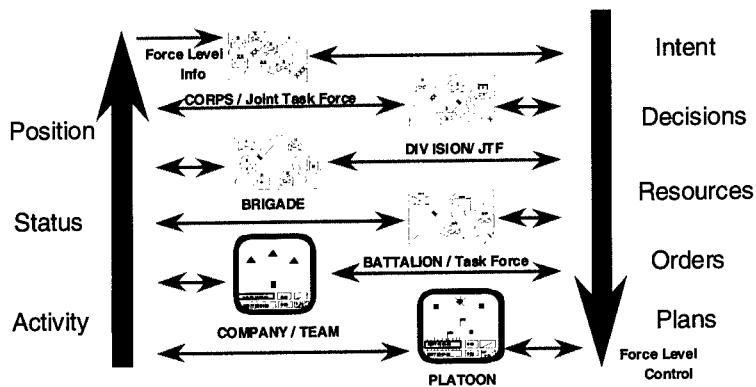 Force Level
Info
Intent
CORPS / Joint Task Force
Position
Decisions
DIVISION/ JTF
BRIGADE
Resources
Status
BATTALION / Task Force
Orders
Activity
COMPANY / TEAM
Plans
PLATOON
Force Level
Control